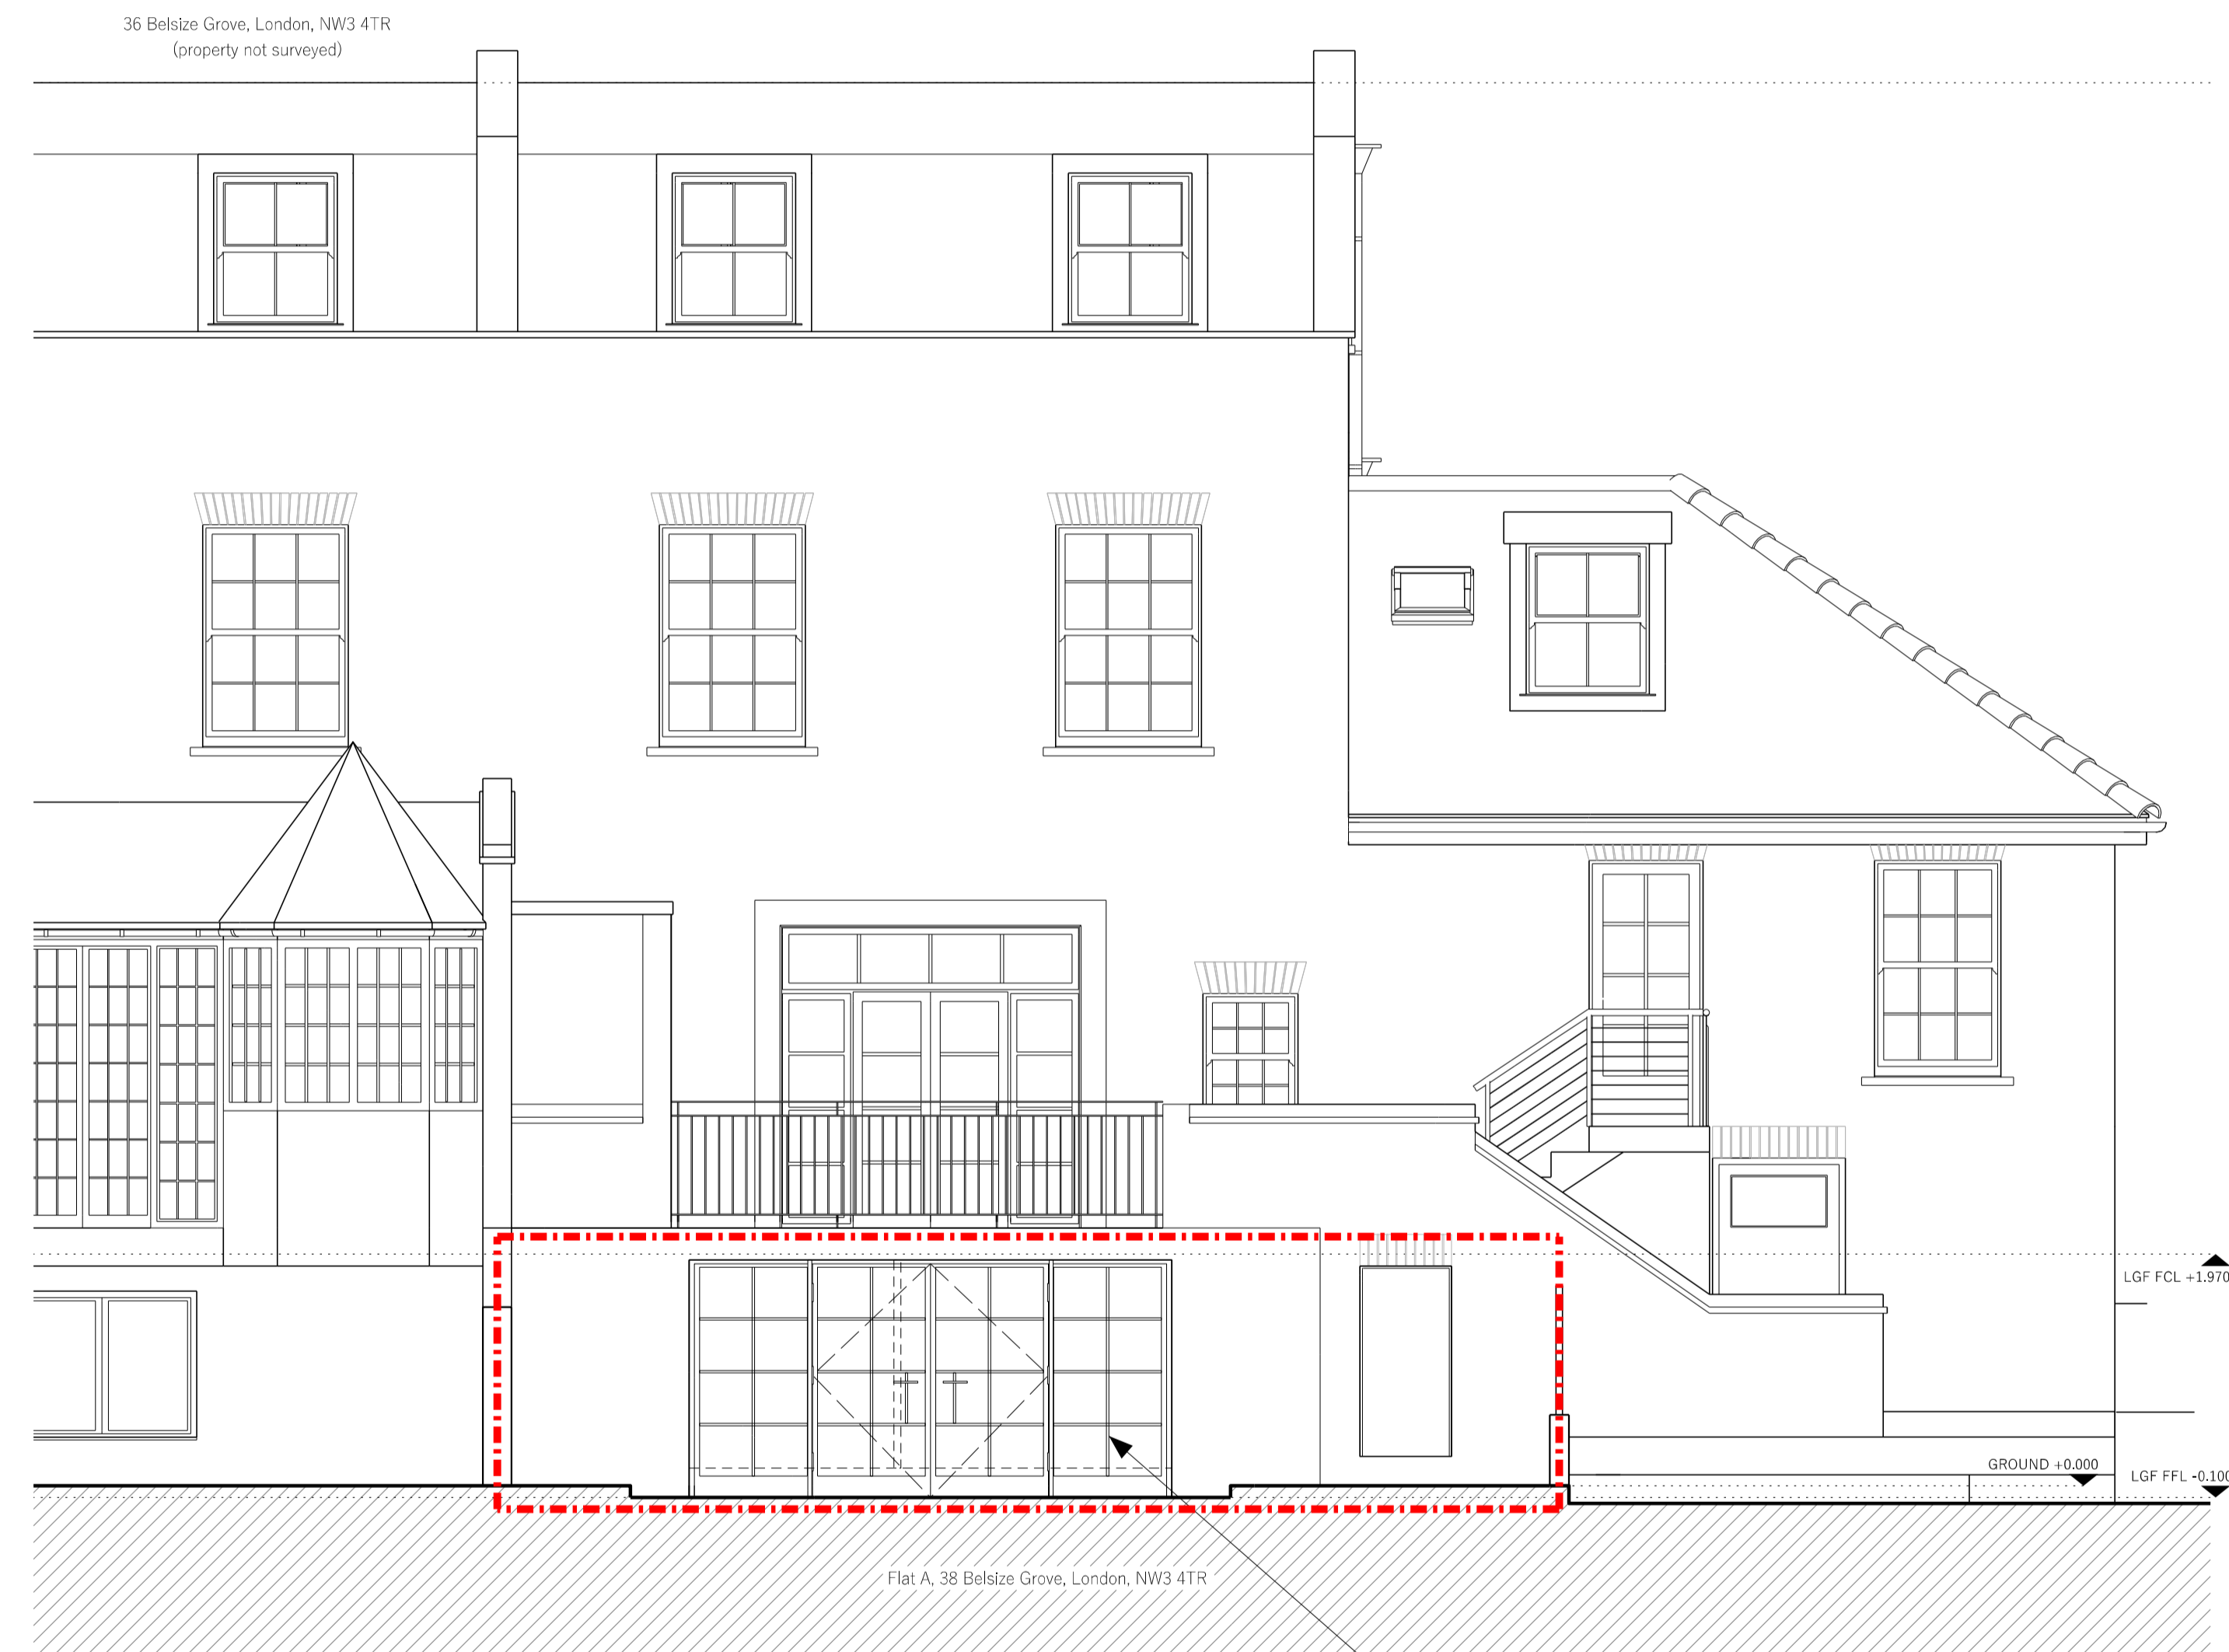 36 Belsize Grove, London, NW3 4TR
(property not surveyed)
LGF FCL +1.970
GROUND +0.000
LGF FFL -0.100
Flat A, 38 Belsize Grove, London, NW3 4TR